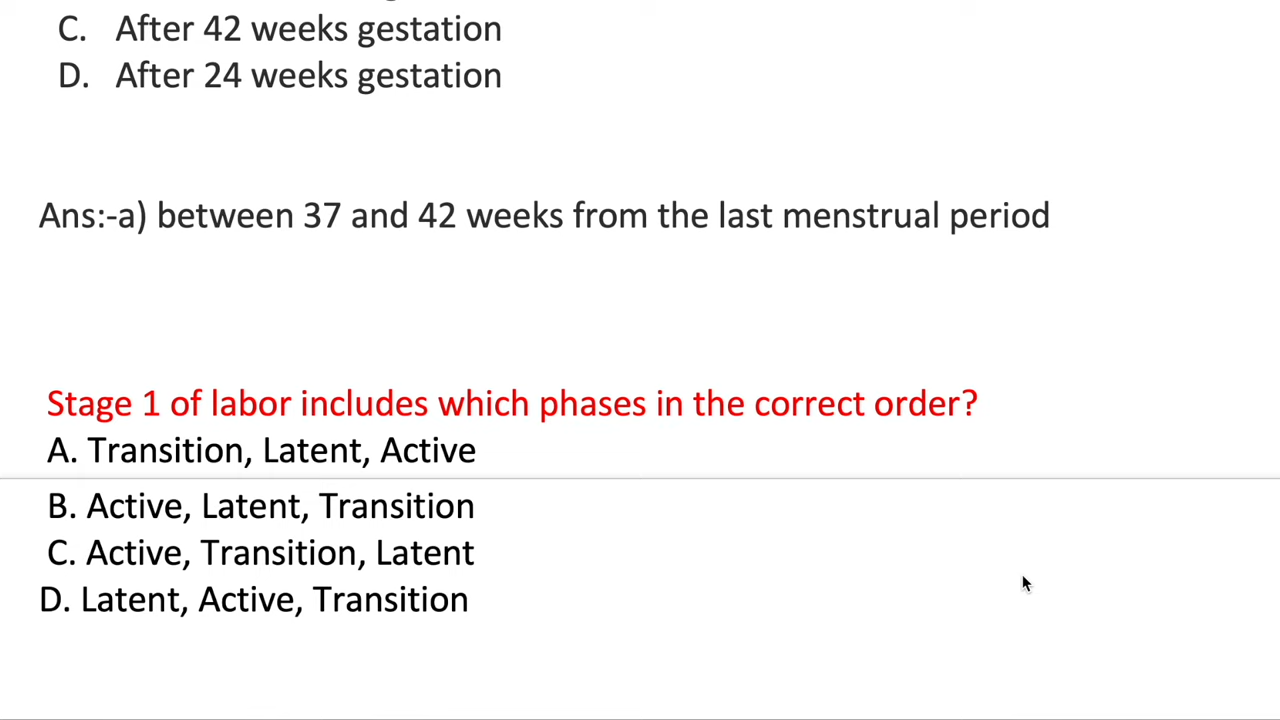 C. After 42 weeks gestation
D. After 24 weeks gestation
Ans:-a) between 37 and 42 weeks from the last menstrual period
Stage 1 of labor includes which phases in the correct order?
A. Transition, Latent, Active
B. Active, Latent, Transition
C. Active, Transition, Latent
D. Latent, Active, Transition